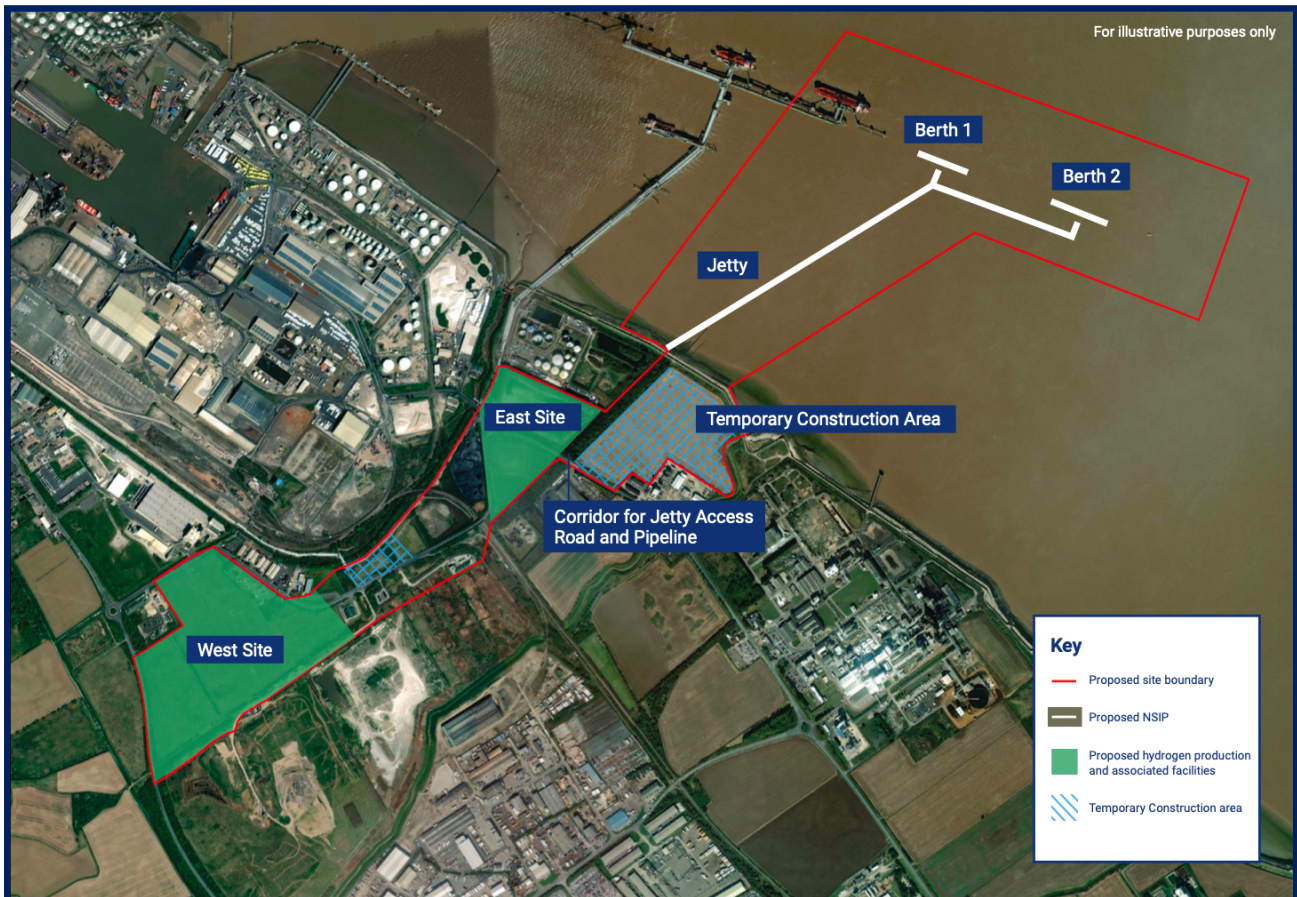 For illustrative purposes only
Berth 1
Berth 2
Jetty
East Site
Temporary Construction Area
Corridor for Jetty Access
Road and Pipeline
West Site
Key
Proposed site boundary
Proposed NSIP
Proposed hydrogen production
and associated facilities
Temporary Construction area